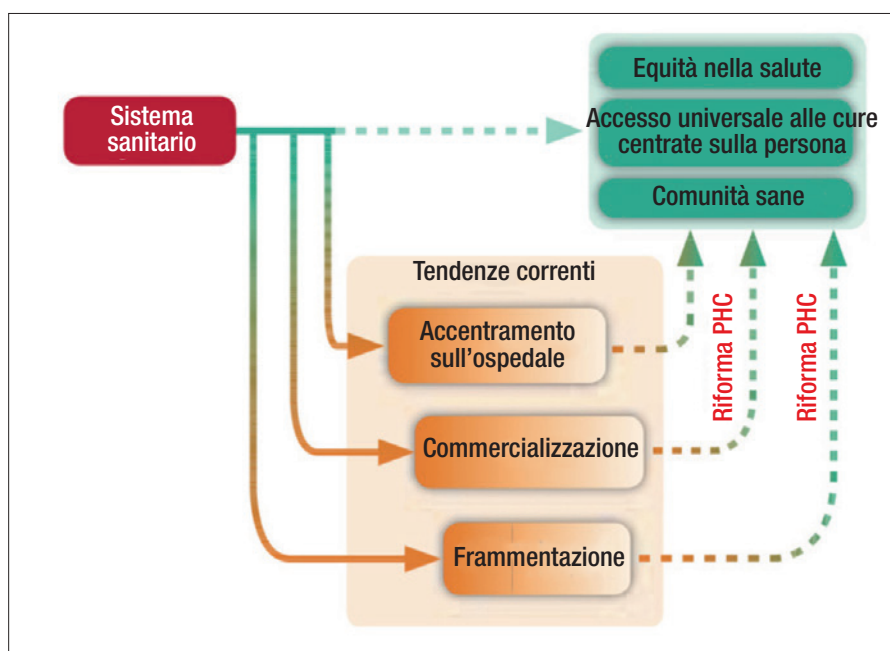 Sistema
sanitario
Equità nella salute
Accesso universale alle cure
centrate sulla persona
Comunità sane
Tendenze correnti
Accentramento
sull’ospedale
Commercializzazione
Frammentazione
Riforma PHC
Riforma PHC